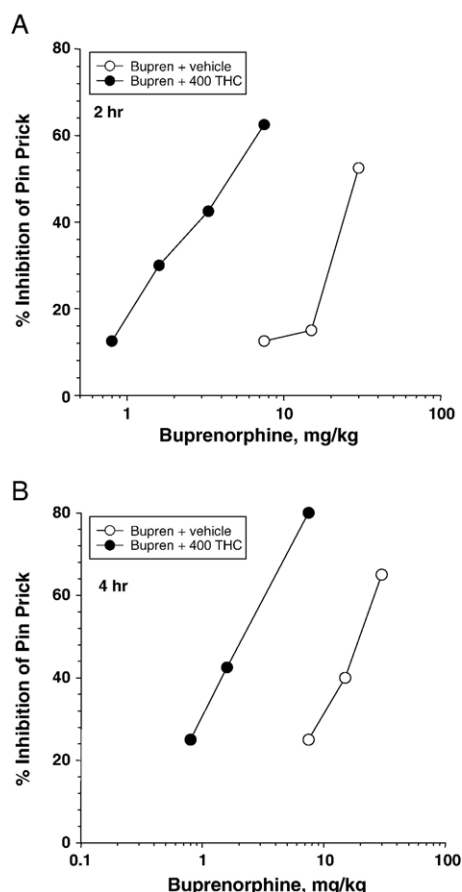 A
Bupren + vehicle
Bupren + 400 THC
2 hr
80
60
40
20
0
% Inhibition of Pin Prick
1
10
100
Buprenorphine, mg/kg
B
Bupren + vehicle
Bupren + 400 THC
4 hr
80
60
40
20
0
% Inhibition of Pin Prick
0.1
1
10
100
Buprenorphine, mg/kg